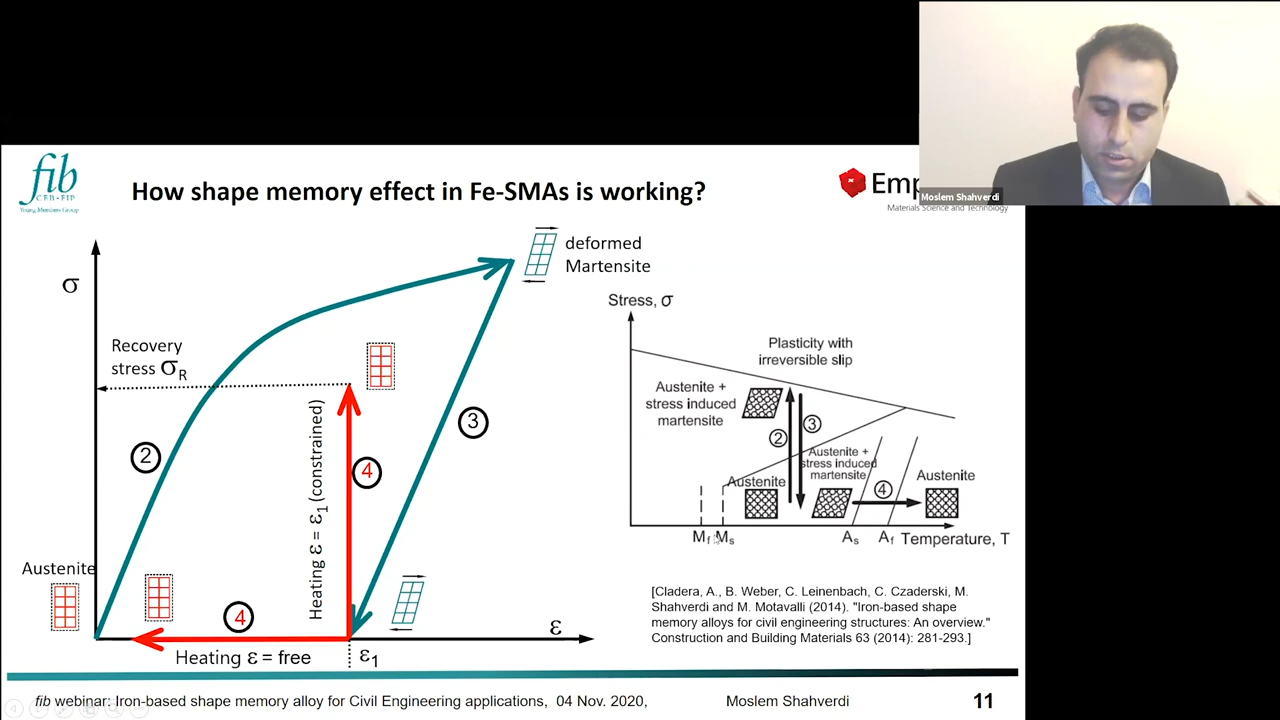 fib
CEB-FIP
Young Members Group
How shape memory effect in Fe-SMAs is working?
Materials Science and Technology
Moslem Shahverdi
σ
deformed
Martensite
Recovery
stress σR
2
3
4
Heating ε = ε1 (constrained)
Austenite
4
ε
Heating ε = free
ε1
Stress, σ
Plasticity with
irreversible slip
Austenite +
stress induced
martensite
2
3
Austenite +
stress induced
martensite
Austenite
4
Austenite
Mf
Ms
As
Af
Temperature, T
[Cladera, A., B. Weber, C. Leinenbach, C. Czaderski, M.
Shahverdi and M. Motavalli (2014). "Iron-based shape
memory alloys for civil engineering structures: An overview."
Construction and Building Materials 63 (2014): 281-293.]
fib webinar: Iron-based shape memory alloy for Civil Engineering applications, 04 Nov. 2020,
Moslem Shahverdi
11